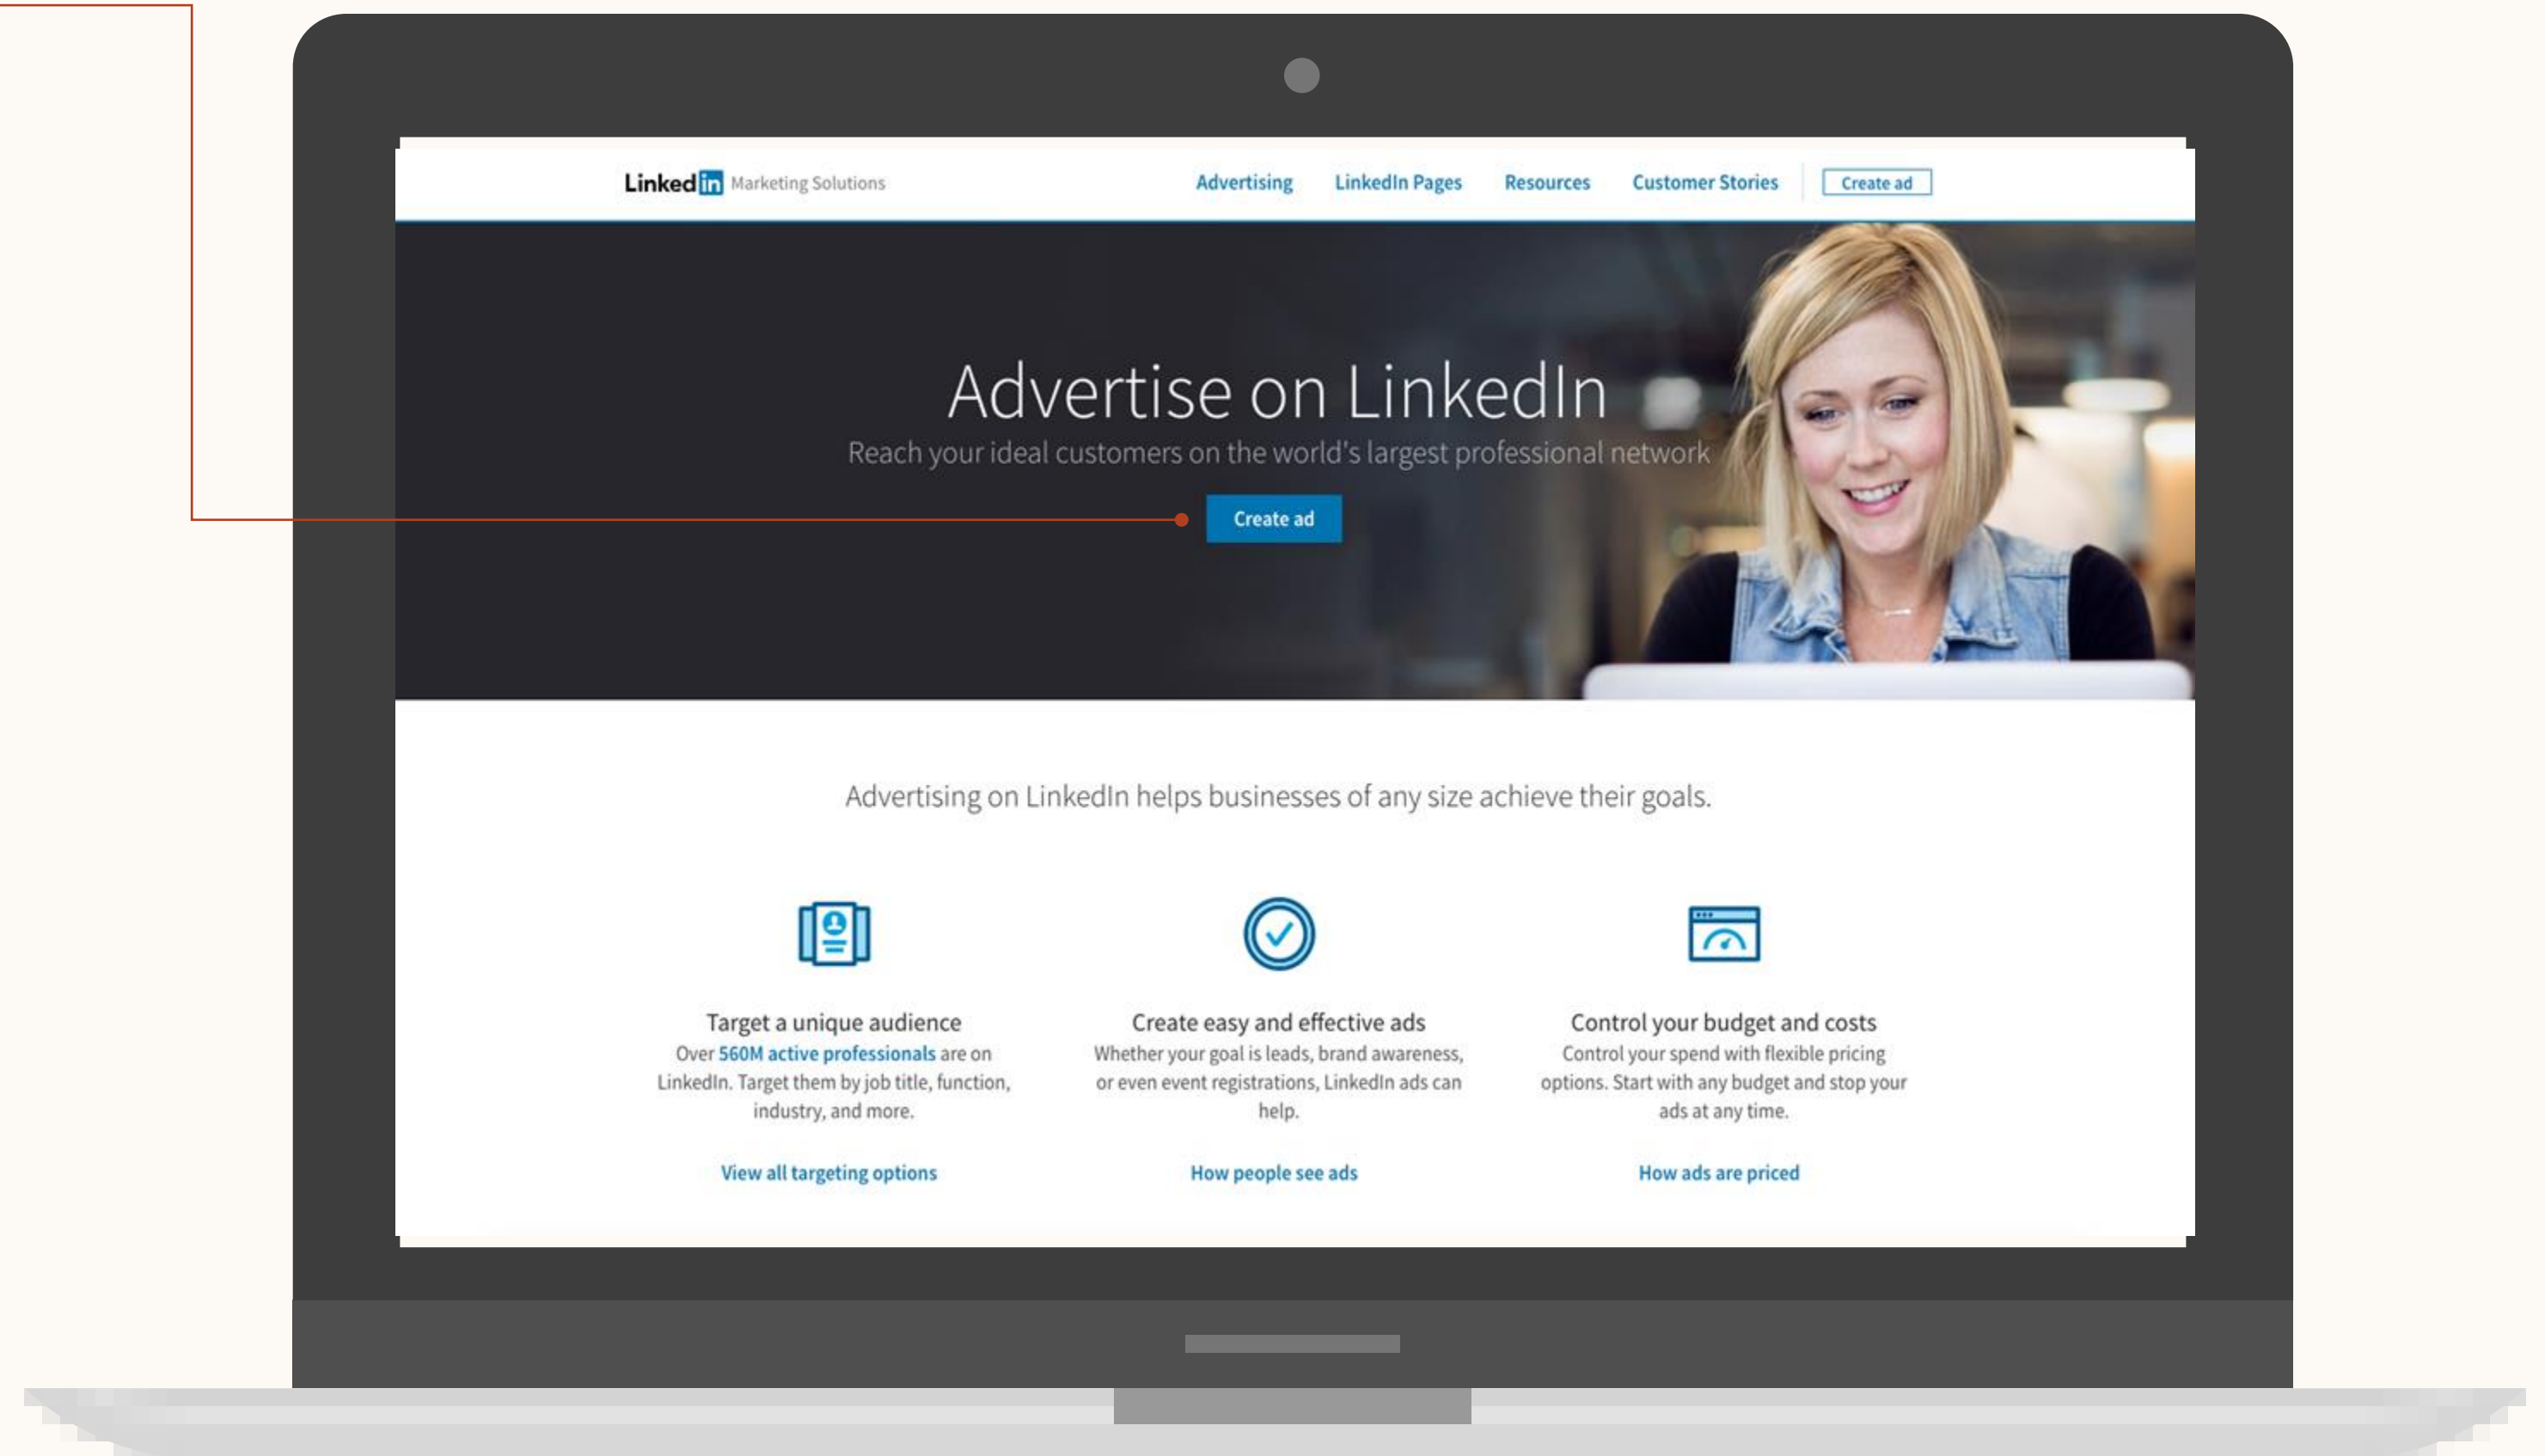 LinkedIn Marketing Solutions
Advertising LinkedIn Pages Resources Customer Stories Create ad
Advertise on LinkedIn
Reach your ideal customers on the world's largest professional network
Create ad
Advertising on LinkedIn helps businesses of any size achieve their goals.
Target a unique audience
Over 560M active professionals are on
LinkedIn. Target them by job title, function,
industry, and more.
View all targeting options
Create easy and effective ads
Whether your goal is leads, brand awareness,
or even event registrations, LinkedIn ads can
help.
How people see ads
Control your budget and costs
Control your spend with flexible pricing
options. Start with any budget and stop your
ads at any time.
How ads are priced